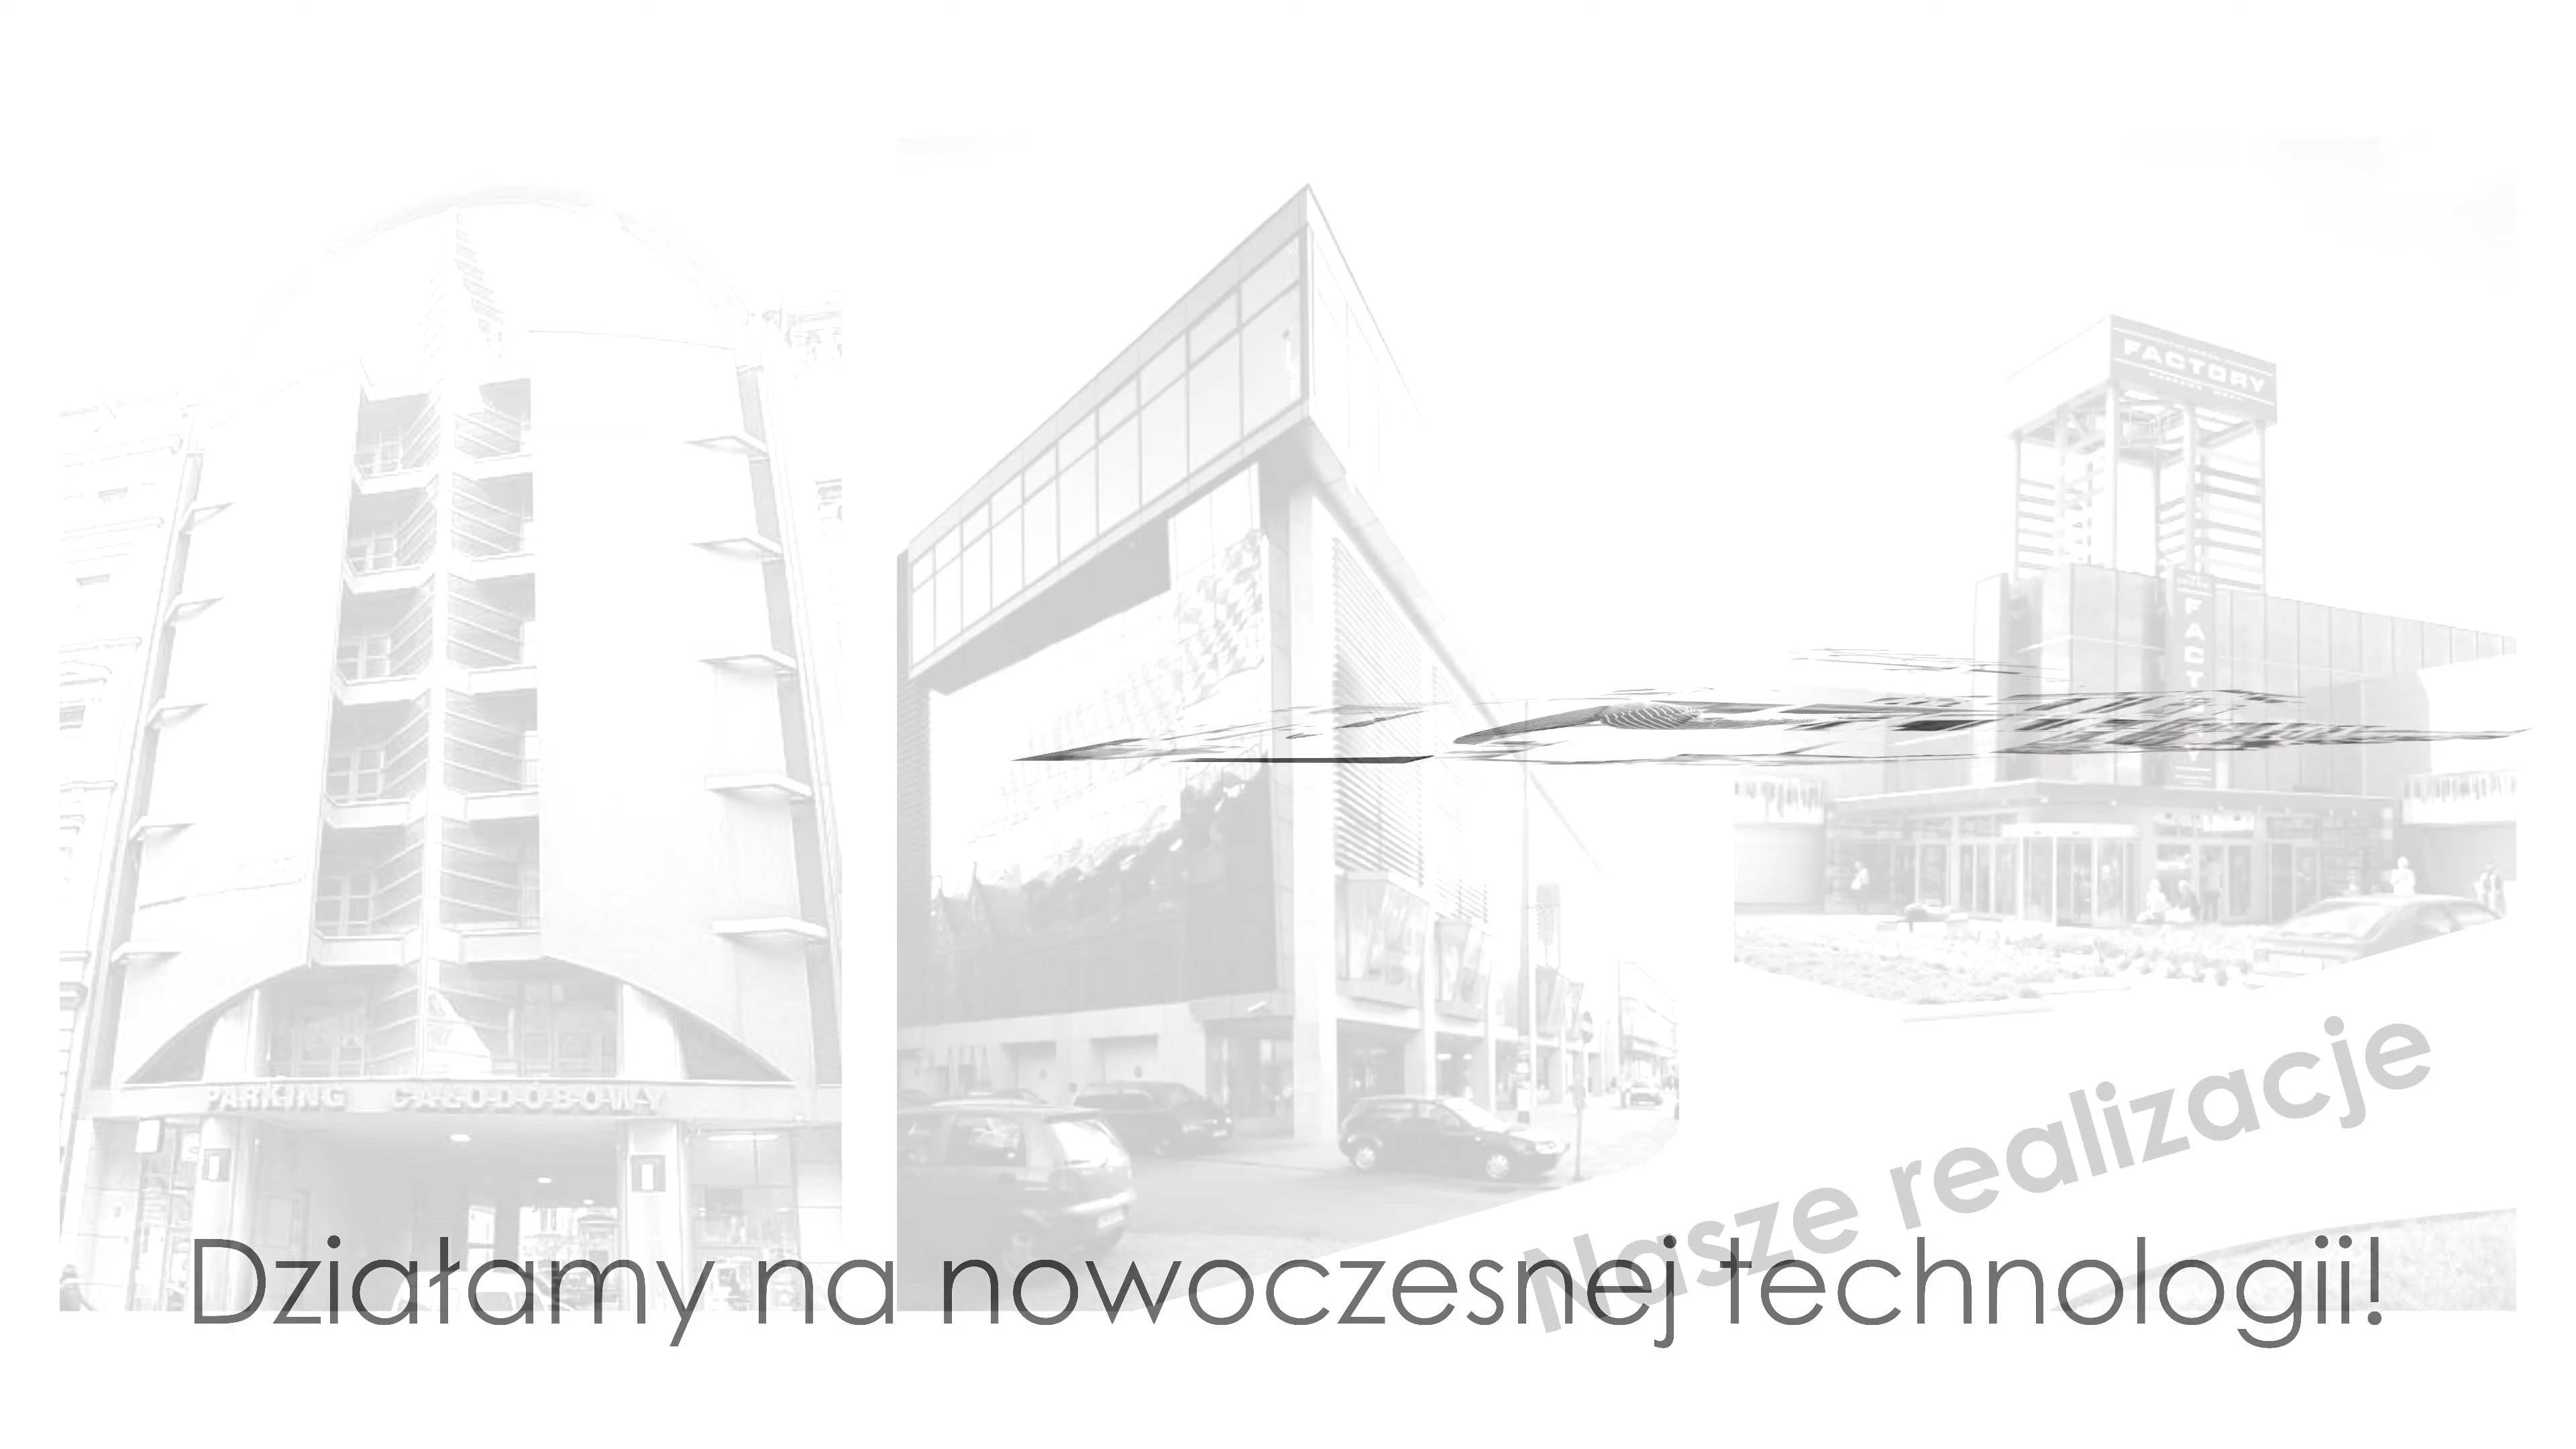 FACTORY
FACTORY
PARKING CAŁODOBOWY
Nasze realizacje
Działamy na nowoczesnej technologii!